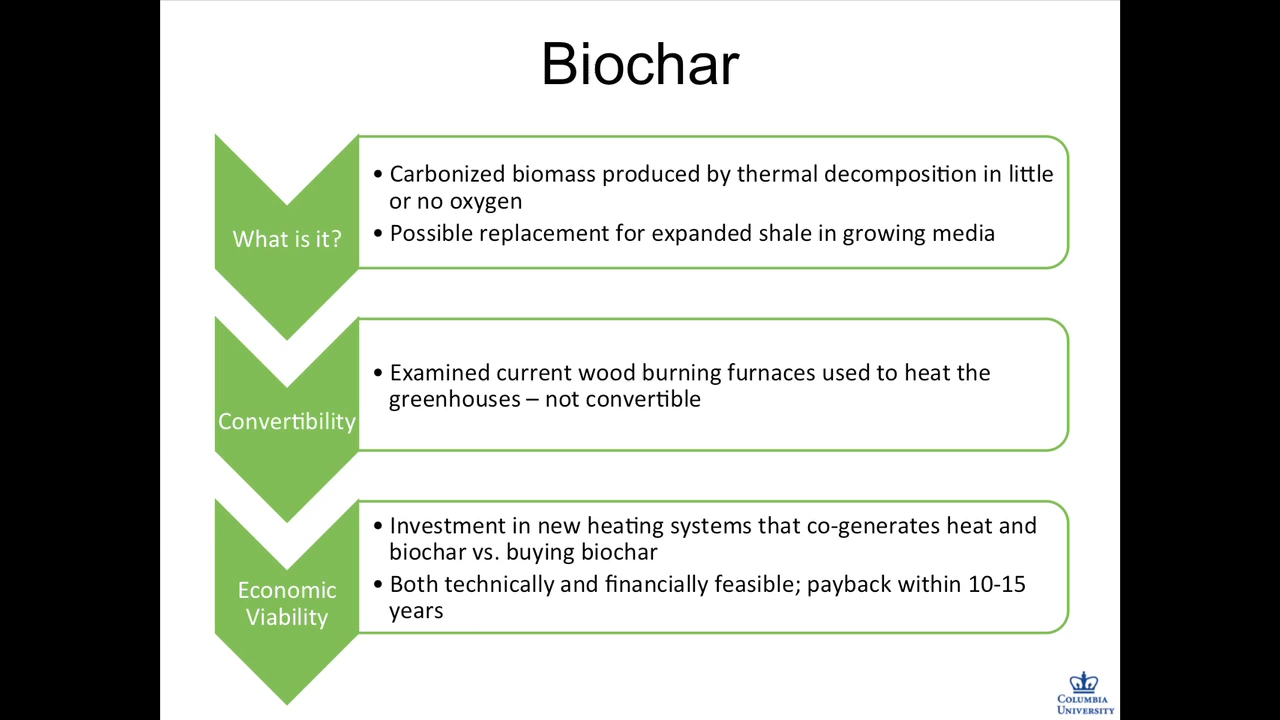 Biochar
What is it?
• Carbonized biomass produced by thermal decomposition in little
or no oxygen
• Possible replacement for expanded shale in growing media
Convertibility
• Examined current wood burning furnaces used to heat the
greenhouses – not convertible
Economic
Viability
• Investment in new heating systems that co-generates heat and
biochar vs. buying biochar
• Both technically and financially feasible; payback within 10-15
years
COLUMBIA
UNIVERSITY